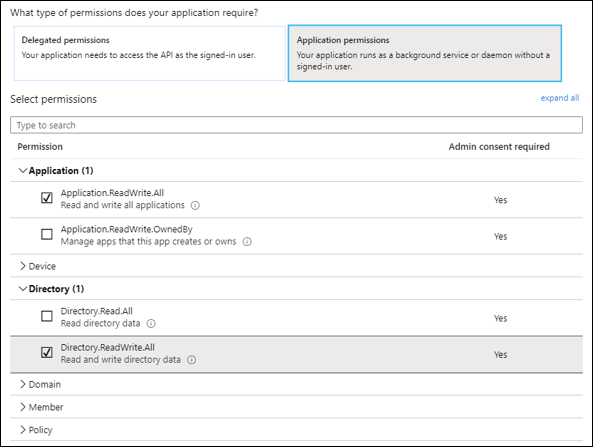 What type of permissions does your application require?
Delegated permissions
Your application needs to access the API as the signed-in user.
Application permissions
Your application runs as a background service or daemon without a
signed-in user.
Select permissions
expand all
Type to search
Permission
Admin consent required
Application (1)
Application.ReadWrite.All
Read and write all applications
Yes
Application.ReadWrite.OwnedBy
Manage apps that this app creates or owns
Yes
Device
Directory (1)
Directory.Read.All
Read directory data
Yes
Directory.ReadWrite.All
Read and write directory data
Yes
Domain
Member
Policy